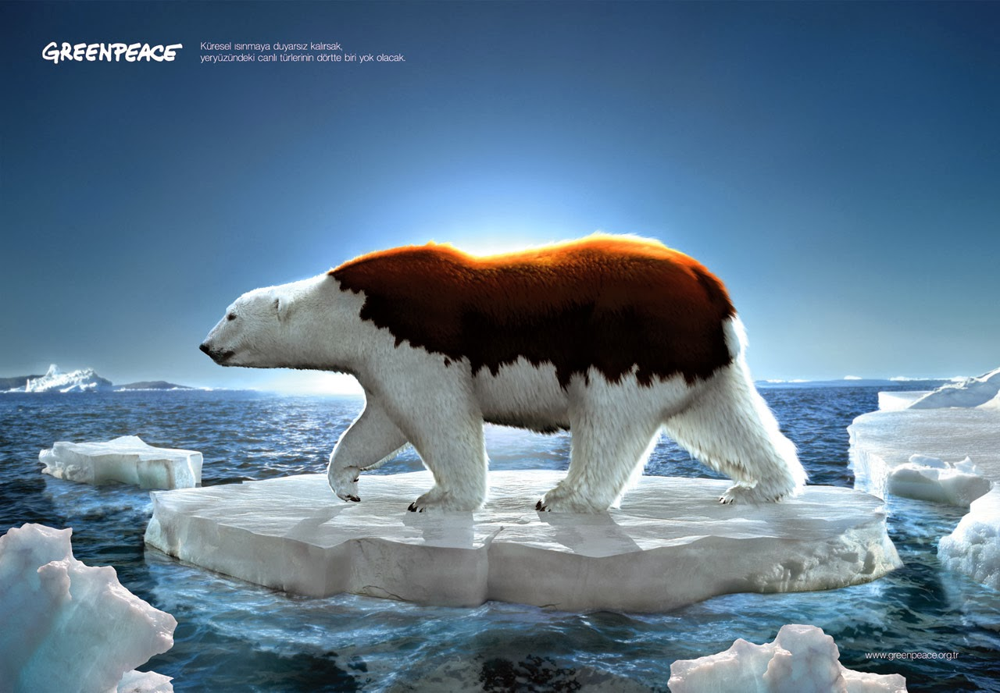 GREENPEACE
Küresel ısınmaya duyarsız kalırsak,
yeryüzündeki canlı türlerinin dörtte biri yok olacak.
www.greenpeace.org.tr